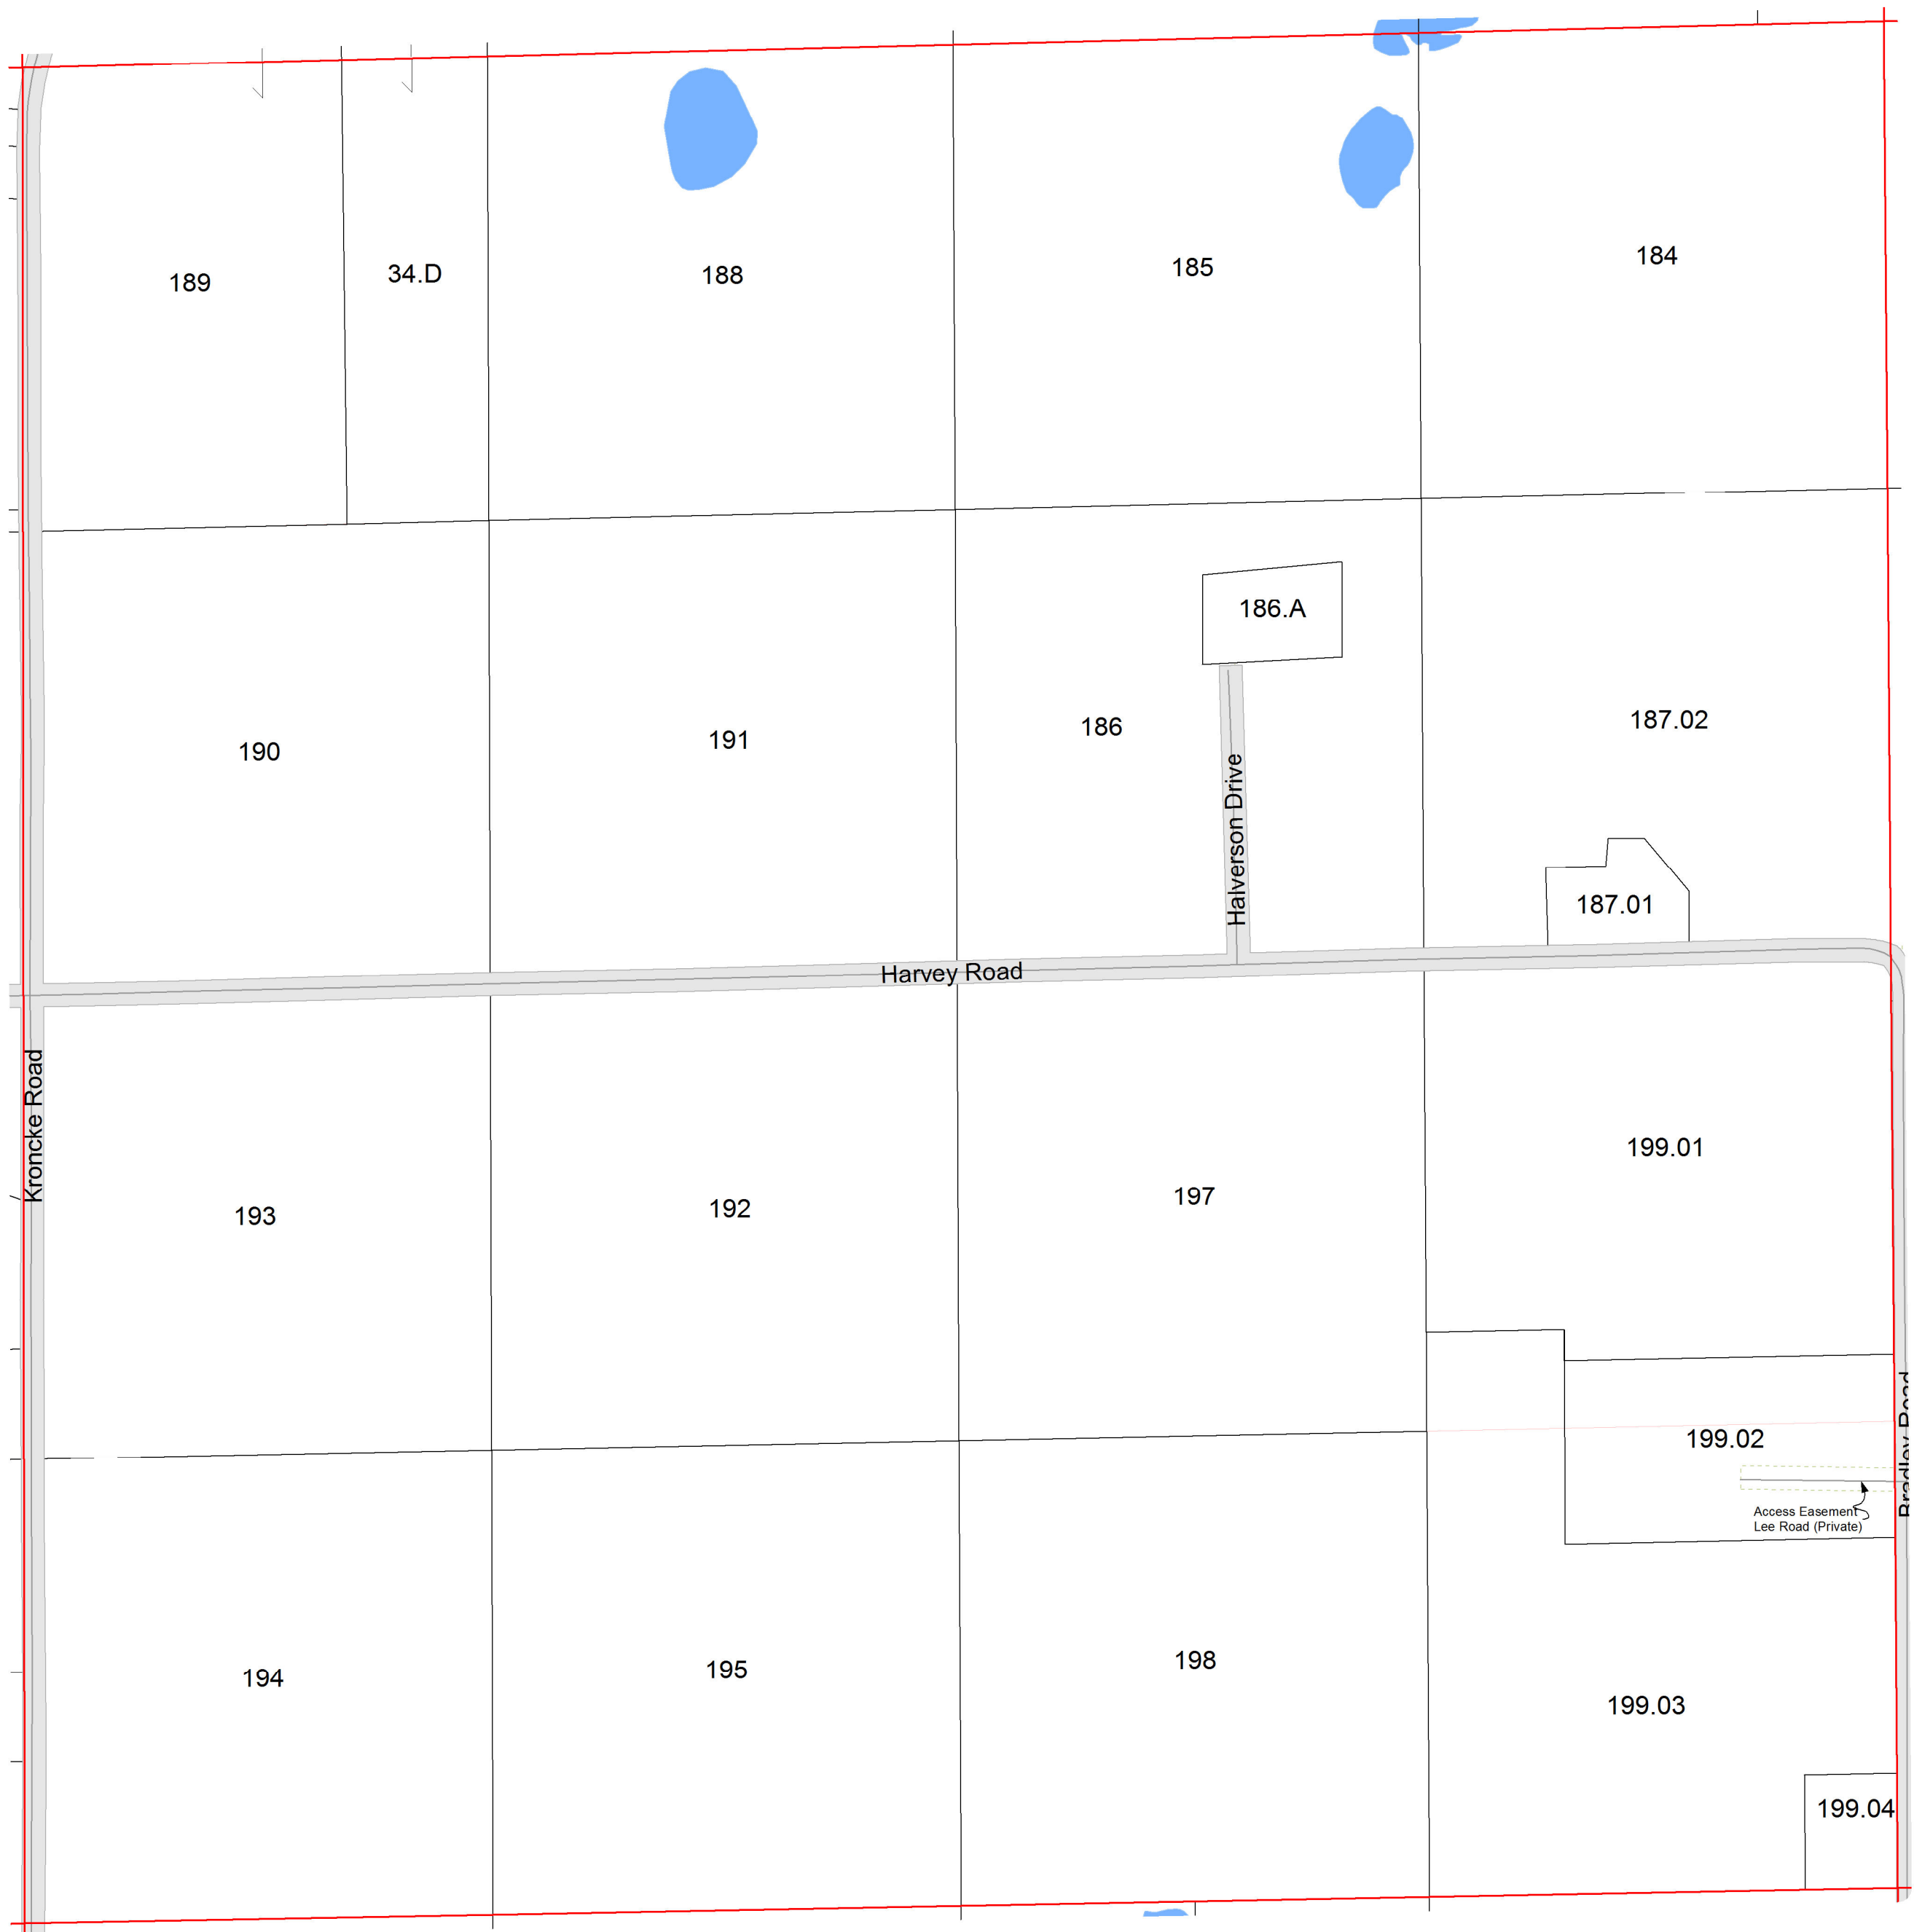 189
34.D
188
185
184
186.A
190
191
186
187.02
Halverson Drive
187.01
Harvey Road
Kroncke Road
193
192
197
199.01
199.02
Bradley Road
Access Easement
Lee Road (Private)
194
195
198
199.03
199.04